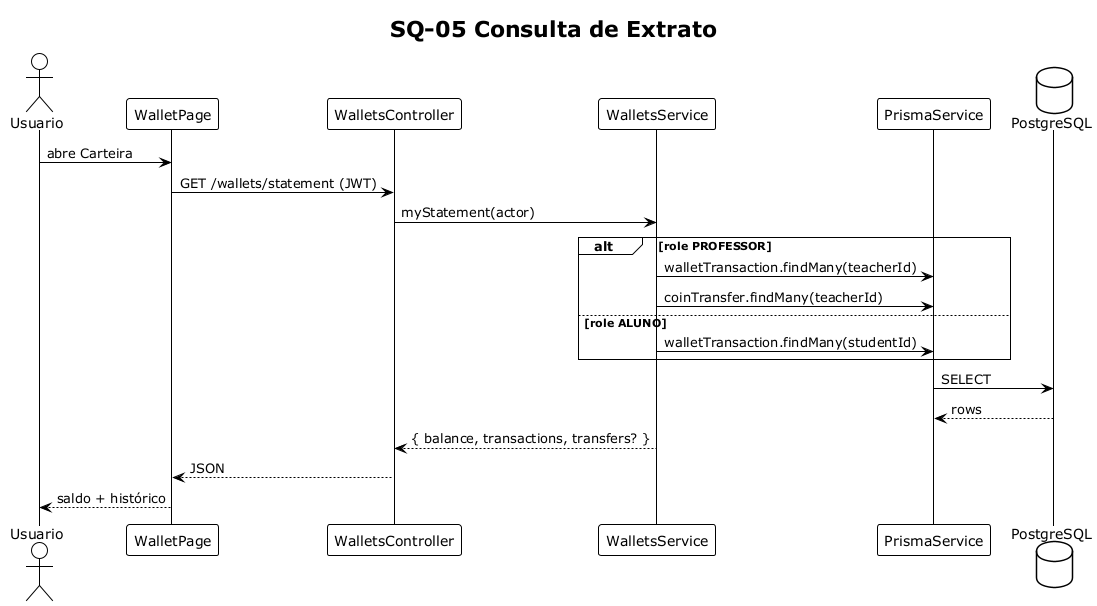 SQ-05 Consulta de Extrato
Usuario
WalletPage
WalletsController
WalletsService
PrismaService
PostgreSQL
abre Carteira
GET /wallets/statement (JWT)
myStatement(actor)
alt
[role PROFESSOR]
walletTransaction.findMany(teacherId)
coinTransfer.findMany(teacherId)
[role ALUNO]
walletTransaction.findMany(studentId)
SELECT
rows
{ balance, transactions, transfers? }
JSON
saldo + histórico
Usuario
WalletPage
WalletsController
WalletsService
PrismaService
PostgreSQL